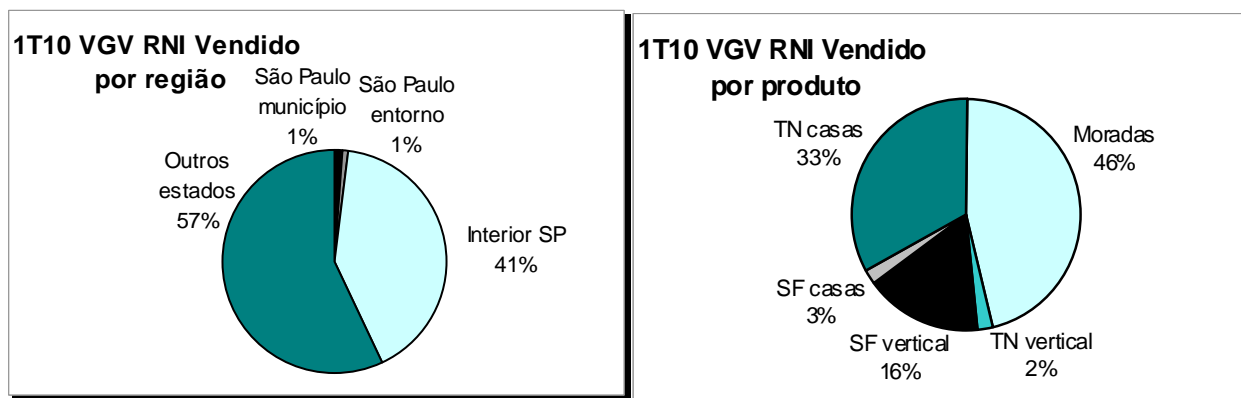 1T10 VGV RNI Vendido
por região
São Paulo
município
1%
São Paulo
entorno
1%
Outros
estados
57%
Interior SP
41%
1T10 VGV RNI Vendido
por produto
TN casas
33%
Moradas
46%
SF casas
3%
SF vertical
16%
TN vertical
2%